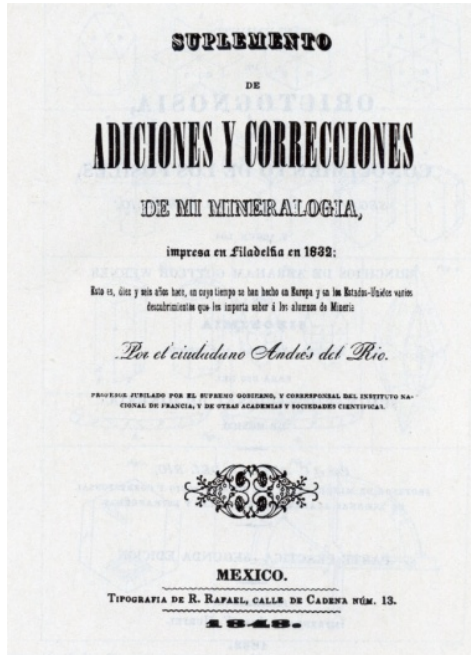 SUPLEMENTO
DE
ADICIONES Y CORRECCIONES
DE MI MINERALOGIA,
impresa en Filadelfia en 1832:
Esto es, diez y seis años hace, en cuyo tiempo se han hecho en Europa y en los Estados-Unidos varios
descubrimientos que les importa saber á los alumnos de Minería
Por el ciudadano Andrés del Rio.
PROFESOR JUBILADO POR EL SUPREMO GOBIERNO, Y CORRESPONSAL DEL INSTITUTO NA-
CIONAL DE FRANCIA, Y DE OTRAS ACADEMIAS Y SOCIEDADES CIENTIFICAS.
MEXICO.
TIPOGRAFIA DE R. RAFAEL, CALLE DE CADENA NÚM. 13.
1848.